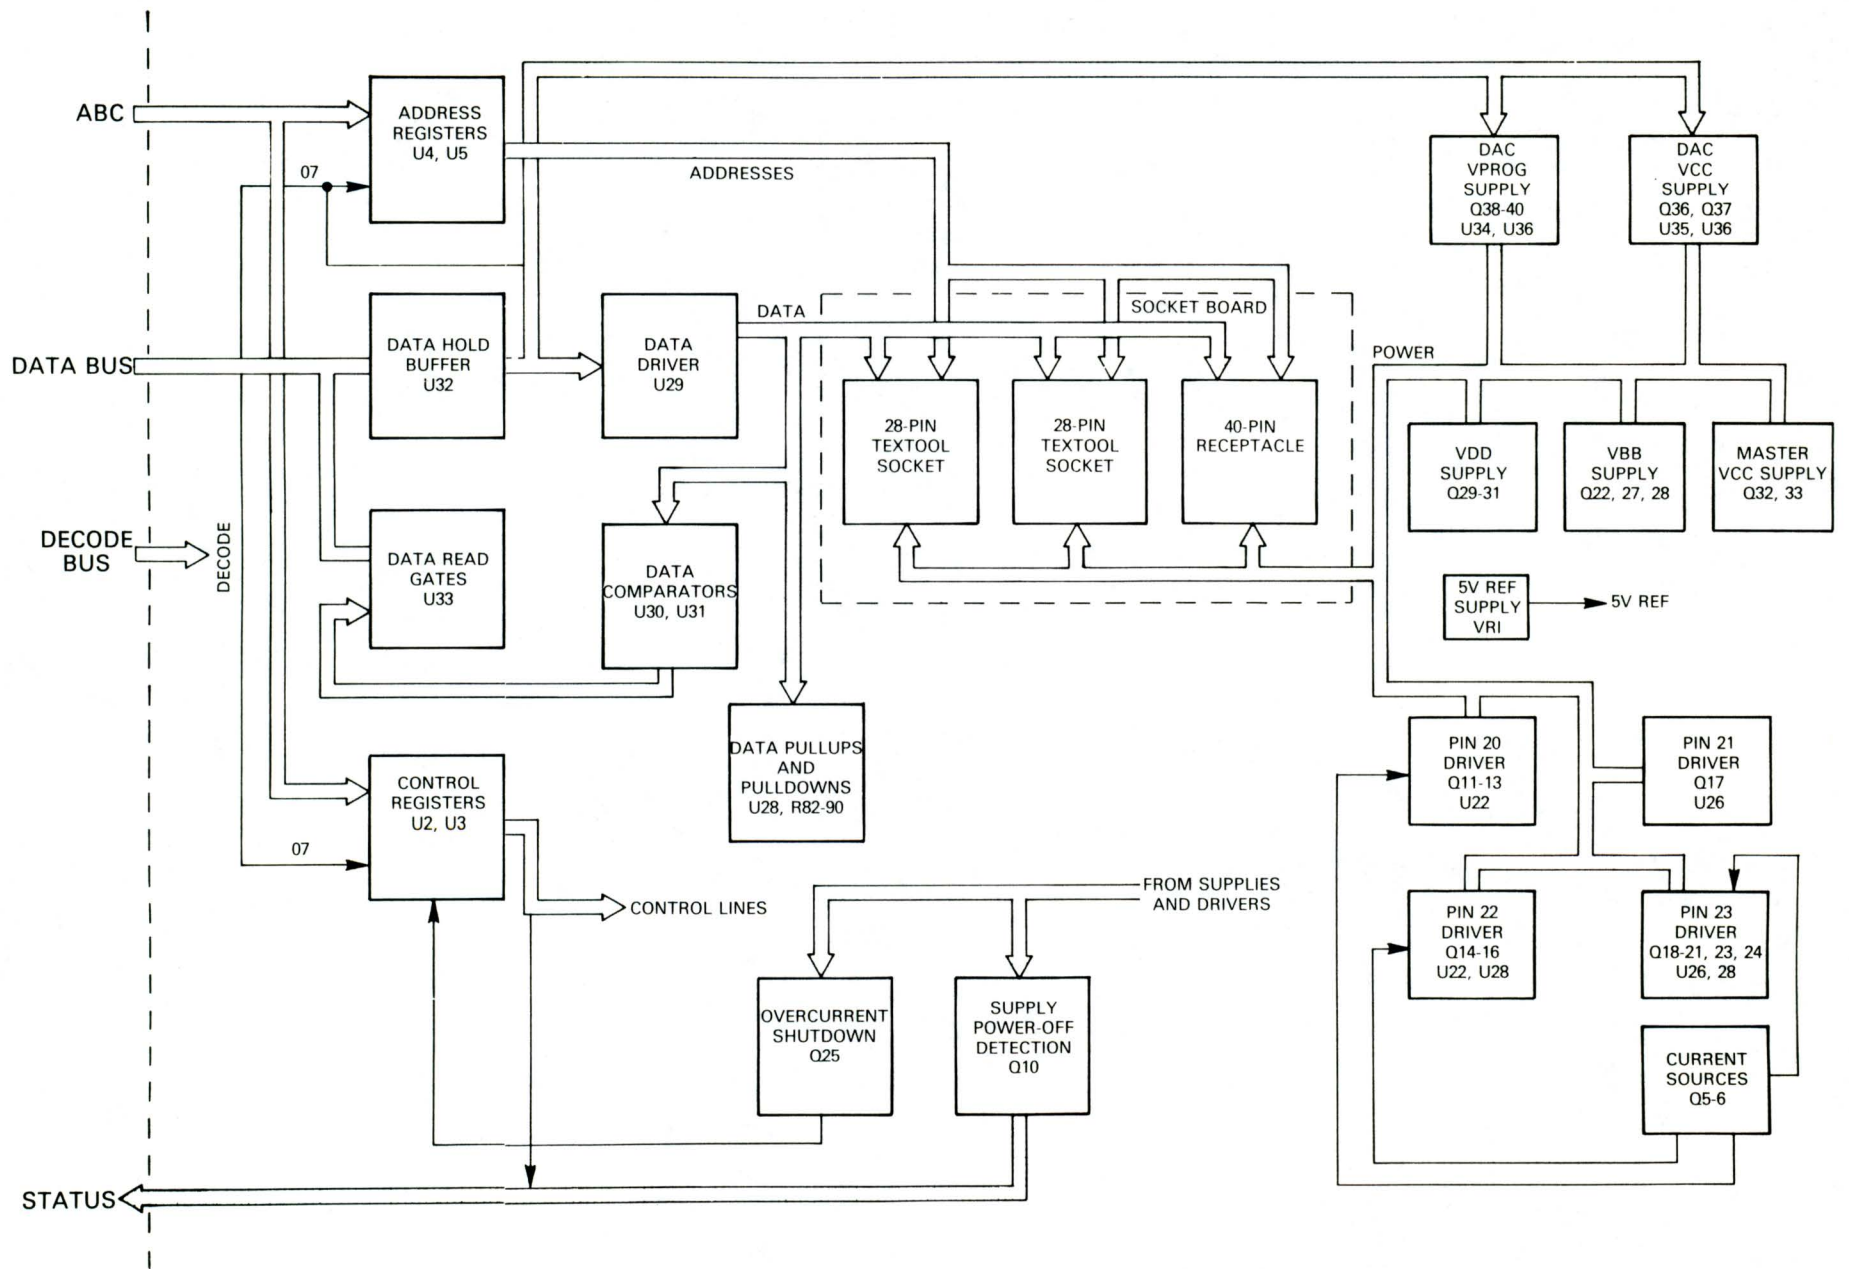 ABC
ADDRESS
REGISTERS
U4, U5
07
ADDRESSES
DAC
VPROG
SUPPLY
Q38-40
U34, U36
DAC
VCC
SUPPLY
Q36, Q37
U35, U36
DATA BUS
DATA HOLD
BUFFER
U32
DATA
DRIVER
U29
DATA
SOCKET BOARD
POWER
28-PIN
TEXTOOL
SOCKET
28-PIN
TEXTOOL
SOCKET
40-PIN
RECEPTACLE
VDD
SUPPLY
Q29-31
VBB
SUPPLY
Q22, 27, 28
MASTER
VCC SUPPLY
Q32, 33
DECODE
BUS
DECODE
DATA READ
GATES
U33
DATA
COMPARATORS
U30, U31
5V REF
SUPPLY
VRI
5V REF
DATA PULLUPS
AND
PULLDOWNS
U28, R82-90
PIN 20
DRIVER
Q11-13
U22
PIN 21
DRIVER
Q17
U26
CONTROL
REGISTERS
U2, U3
07
CONTROL LINES
FROM SUPPLIES
AND DRIVERS
PIN 22
DRIVER
Q14-16
U22, U28
PIN 23
DRIVER
Q18-21, 23, 24
U26, 28
OVERCURRENT
SHUTDOWN
Q25
SUPPLY
POWER-OFF
DETECTION
Q10
CURRENT
SOURCES
Q5-6
STATUS